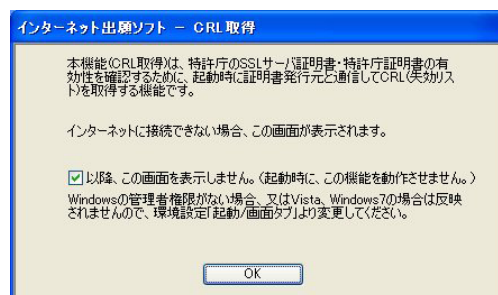 インターネット出願ソフト － CRL取得
本機能(CRL取得)は、特許庁のSSLサーバ証明書・特許庁証明書の有
効性を確認するために、起動時に証明書発行元と通信してCRL(失効リス
ト)を取得する機能です。
インターネットに接続できない場合、この画面が表示されます。
以降、この画面を表示しません。(起動時に、この機能を動作させません。)
Windowsの管理者権限がない場合、又はVista、Windows7の場合は反映
されませんので、環境設定「起動/画面タブ」より変更してください。
OK